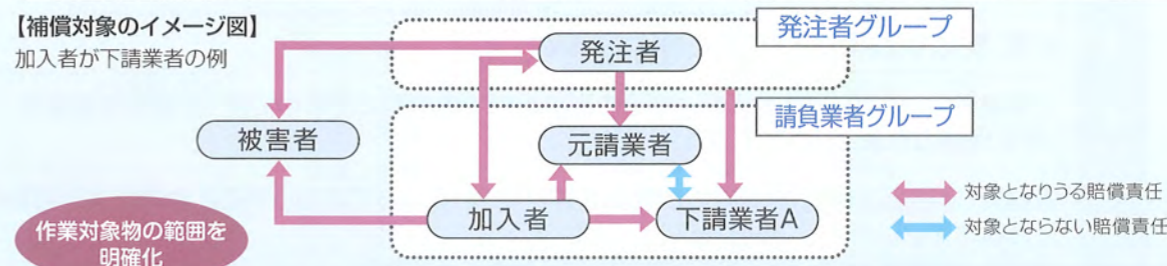 【補償対象のイメージ図】
加入者が下請業者の例
発注者グループ
発注者
請負業者グループ
被害者
元請業者
加入者
下請業者A
対象となりうる賠償責任
対象とならない賠償責任
作業対象物の範囲を
明確化